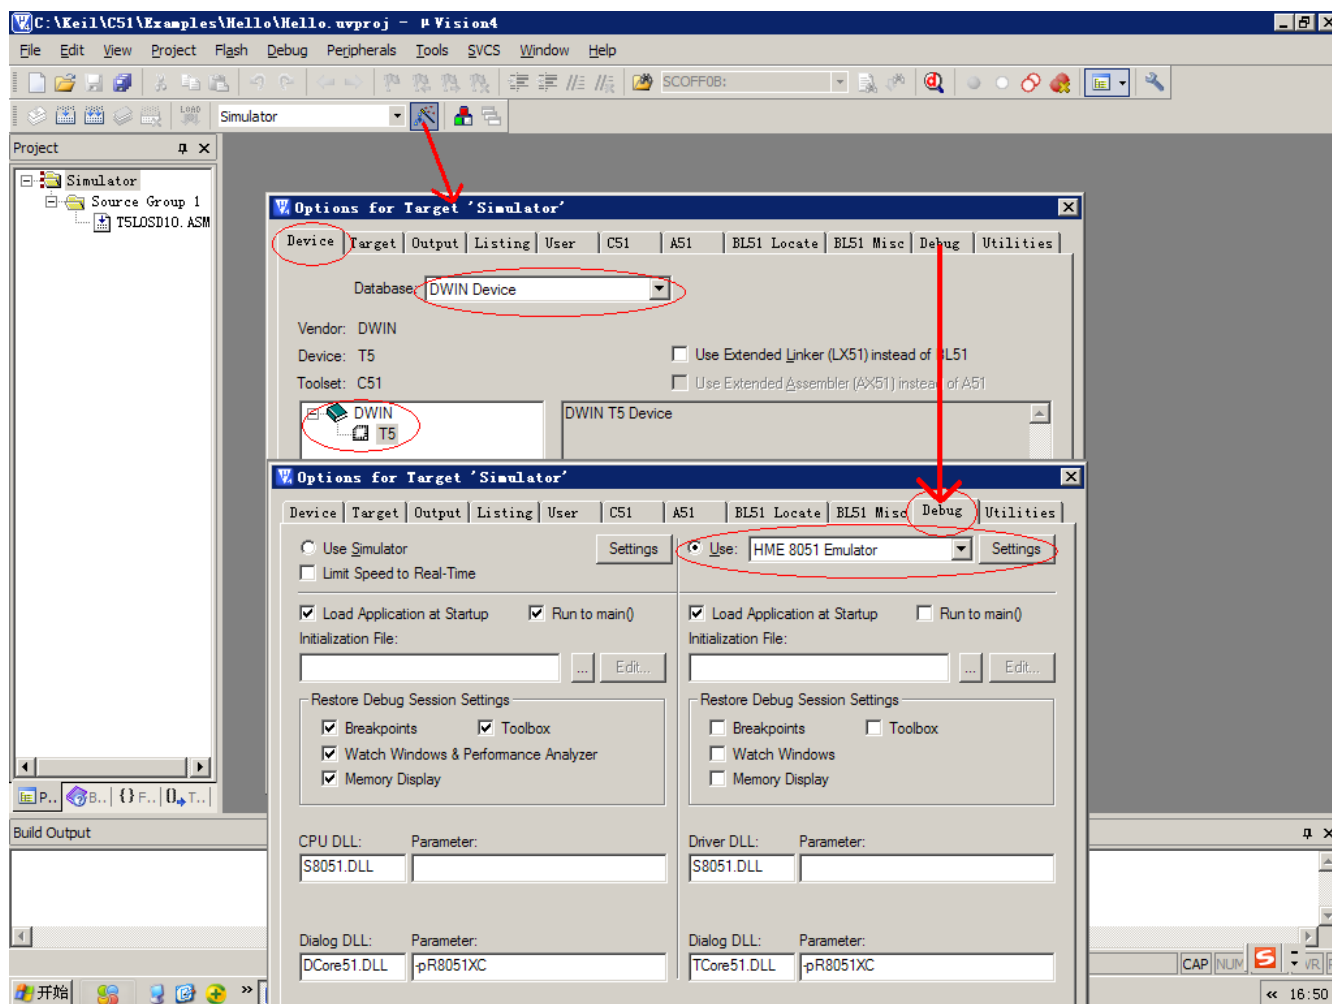 C:\Keil\C51\Examples\Hello\Hello.uvproj - µVision4
File Edit View Project Flash Debug Peripherals Tools SVCS Window Help
SCOFF0B:
LOAD Simulator
Project
Simulator
Source Group 1
T5LOSD10.ASM
Options for Target 'Simulator'
Device Target Output Listing User C51 A51 BL51 Locate BL51 Misc Debug Utilities
Database: DWIN Device
Vendor: DWIN
Device: T5
Use Extended Linker (LX51) instead of BL51
Toolset: C51
Use Extended Assembler (AX51) instead of A51
DWIN
T5
DWIN T5 Device
Options for Target 'Simulator'
Device Target Output Listing User C51 A51 BL51 Locate BL51 Misc Debug Utilities
Use Simulator Settings
Limit Speed to Real-Time
Load Application at Startup Run to main()
Initialization File:
... Edit...
Restore Debug Session Settings
Breakpoints Toolbox
Watch Windows & Performance Analyzer
Memory Display
CPU DLL: Parameter:
S8051.DLL
Dialog DLL: Parameter:
DCore51.DLL -pR8051XC
Use: HME 8051 Emulator Settings
Load Application at Startup Run to main()
Initialization File:
... Edit...
Restore Debug Session Settings
Breakpoints Toolbox
Watch Windows
Memory Display
Driver DLL: Parameter:
S8051.DLL
Dialog DLL: Parameter:
TCore51.DLL -pR8051XC
P.. B.. {} F.. 0 T..
Build Output
CAP NUM VR
开始 » « 16:50